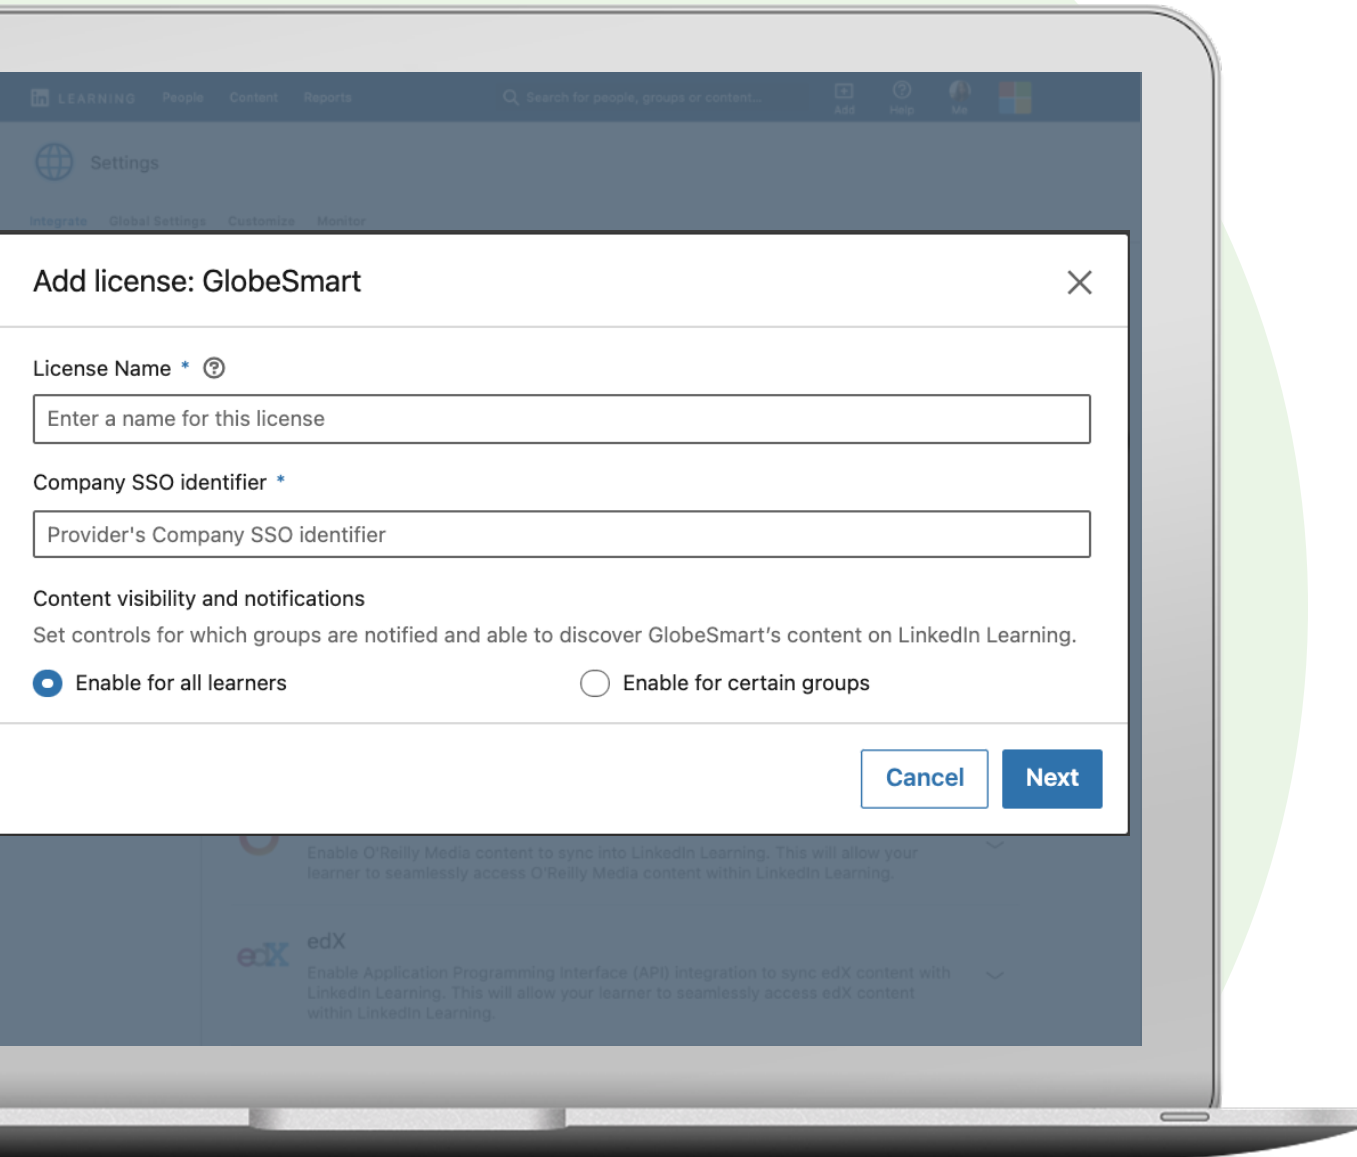 in LEARNING People Content Reports Search for people, groups or content... Add Help Me
Settings
Integrate Global Settings Customize Monitor
Add license: GlobeSmart
License Name *
Enter a name for this license
Company SSO identifier *
Provider's Company SSO identifier
Content visibility and notifications
Set controls for which groups are notified and able to discover GlobeSmart’s content on LinkedIn Learning.
Enable for all learners Enable for certain groups
Cancel Next
Enable O'Reilly Media content to sync into LinkedIn Learning. This will allow your
learner to seamlessly access O'Reilly Media content within LinkedIn Learning.
edX edX
Enable Application Programming Interface (API) integration to sync edX content with
LinkedIn Learning. This will allow your learner to seamlessly access edX content
within LinkedIn Learning.